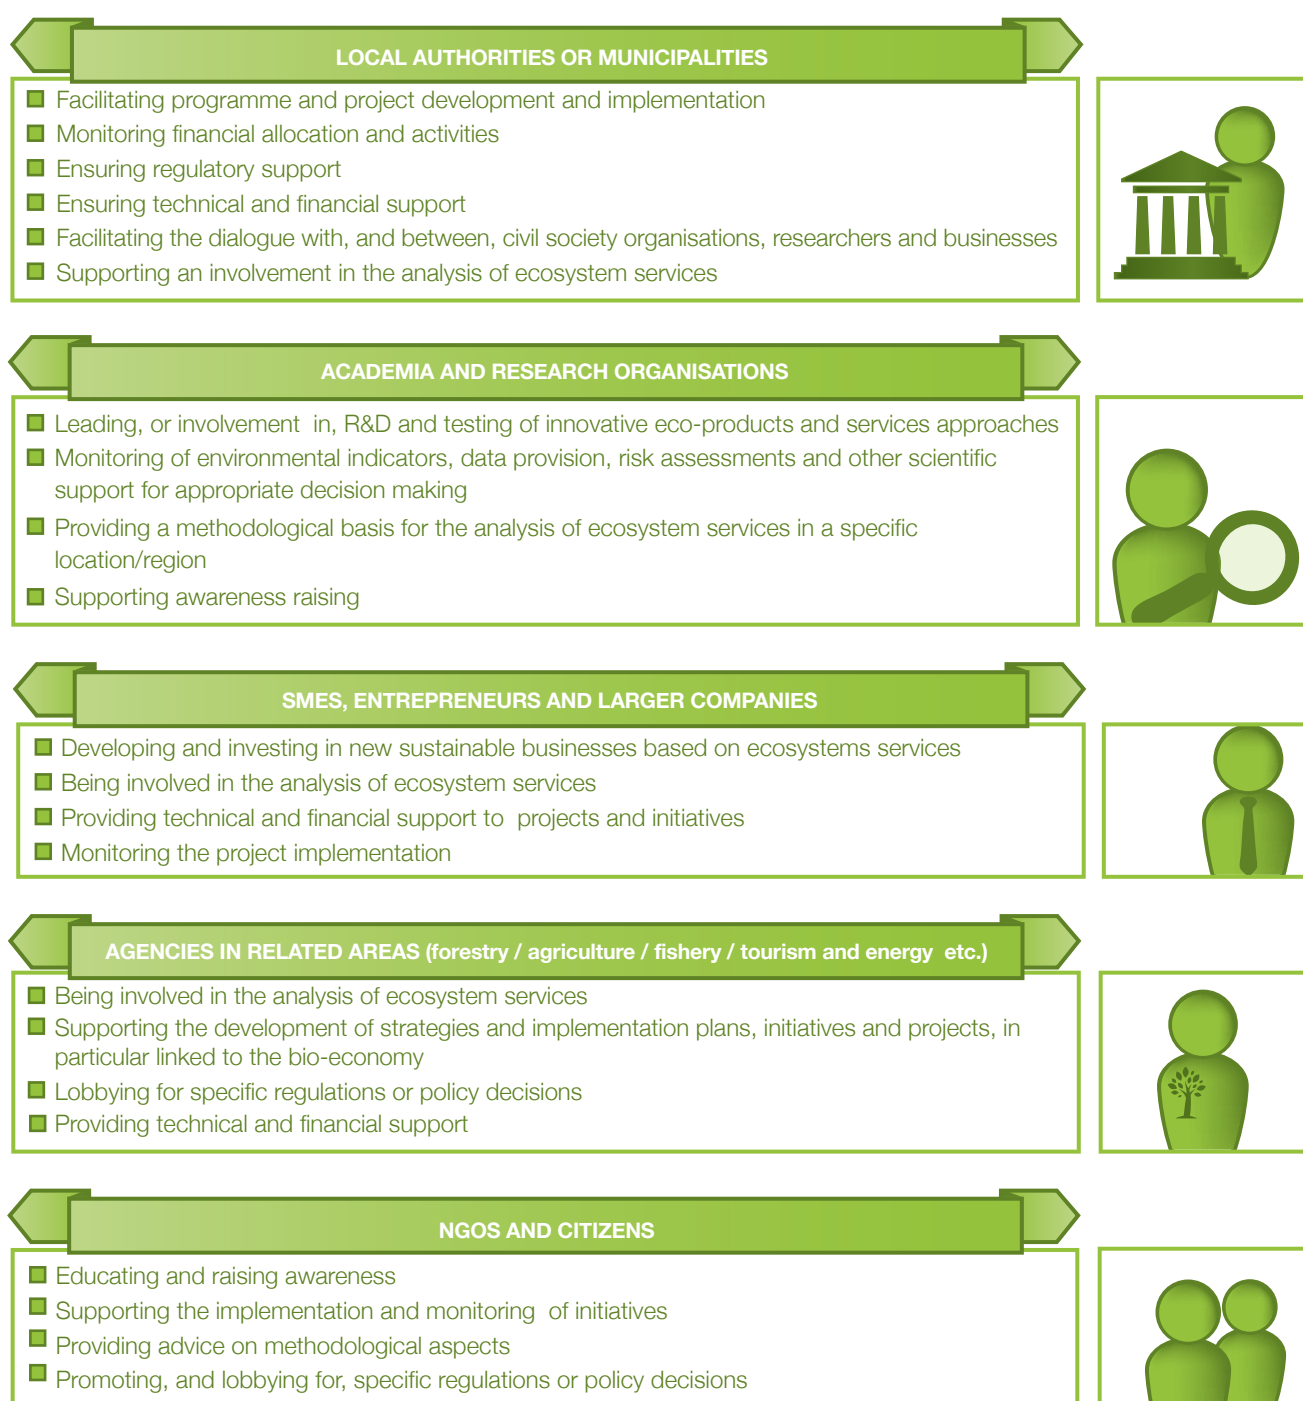 LOCAL AUTHORITIES OR MUNICIPALITIES
Facilitating programme and project development and implementation
Monitoring financial allocation and activities
Ensuring regulatory support
Ensuring technical and financial support
Facilitating the dialogue with, and between, civil society organisations, researchers and businesses
Supporting an involvement in the analysis of ecosystem services
ACADEMIA AND RESEARCH ORGANISATIONS
Leading, or involvement in, R&D and testing of innovative eco-products and services approaches
Monitoring of environmental indicators, data provision, risk assessments and other scientific
support for appropriate decision making
Providing a methodological basis for the analysis of ecosystem services in a specific
location/region
Supporting awareness raising
SMES, ENTREPRENEURS AND LARGER COMPANIES
Developing and investing in new sustainable businesses based on ecosystems services
Being involved in the analysis of ecosystem services
Providing technical and financial support to projects and initiatives
Monitoring the project implementation
AGENCIES IN RELATED AREAS (forestry / agriculture / fishery / tourism and energy etc.)
Being involved in the analysis of ecosystem services
Supporting the development of strategies and implementation plans, initiatives and projects, in
particular linked to the bio-economy
Lobbying for specific regulations or policy decisions
Providing technical and financial support
NGOS AND CITIZENS
Educating and raising awareness
Supporting the implementation and monitoring of initiatives
Providing advice on methodological aspects
Promoting, and lobbying for, specific regulations or policy decisions